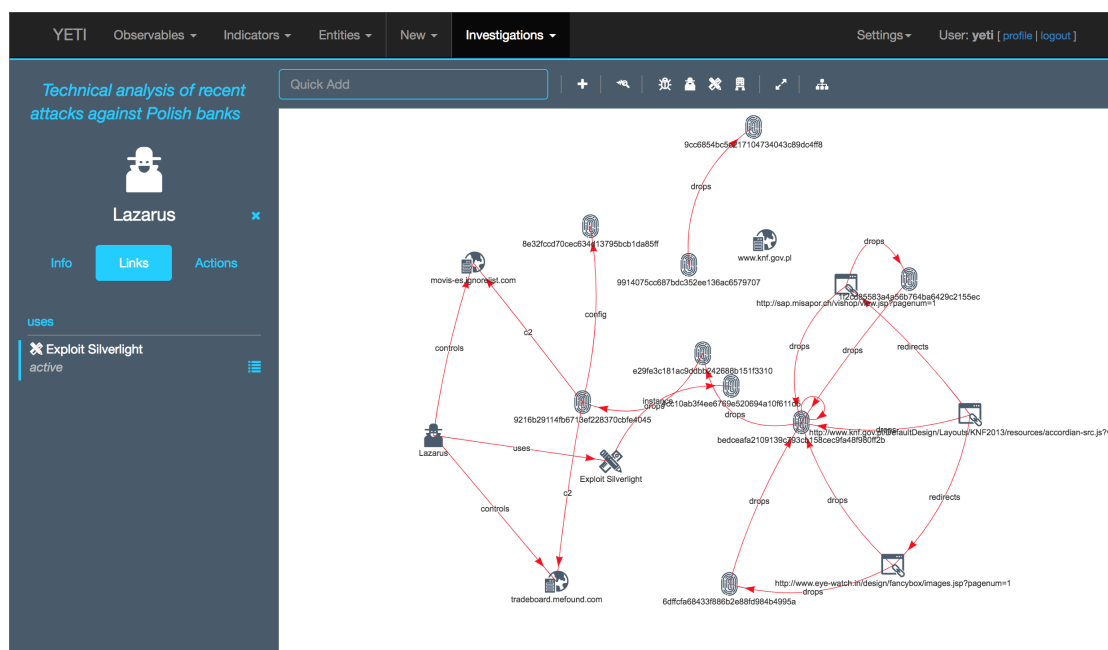 YETI Observables Indicators Entities New Investigations Settings User: yeti [ profile | logout ]
Technical analysis of recent
attacks against Polish banks
Lazarus
Info Links Actions
uses
Exploit Silverlight
active
Quick Add
drops
8e32fccd70cec634d13795bcb1da85ff
www.knf.gov.pl
drops
movis-es.ignorelist.com
9914075cc687bdc352ee136ac6579707
http://sap.misapor.ch/vishop/view.jsp?pagenum=1
config
c2
controls
drops
drops
redirects
e29fe3c181ac9ddbb242688b151f3310
instance
drops
9216b29114fb6713ef228370cbfe4045
drops
drops
bedceafa2109139c793cb158cec9fa48f980ff2b
Lazarus
uses
Exploit Silverlight
c2
controls
drops
drops
redirects
http://www.eye-watch.in/design/fancybox/images.jsp?pagenum=1
drops
tradeboard.mefound.com
6dffcfa68433f886b2e88fd984b4995a